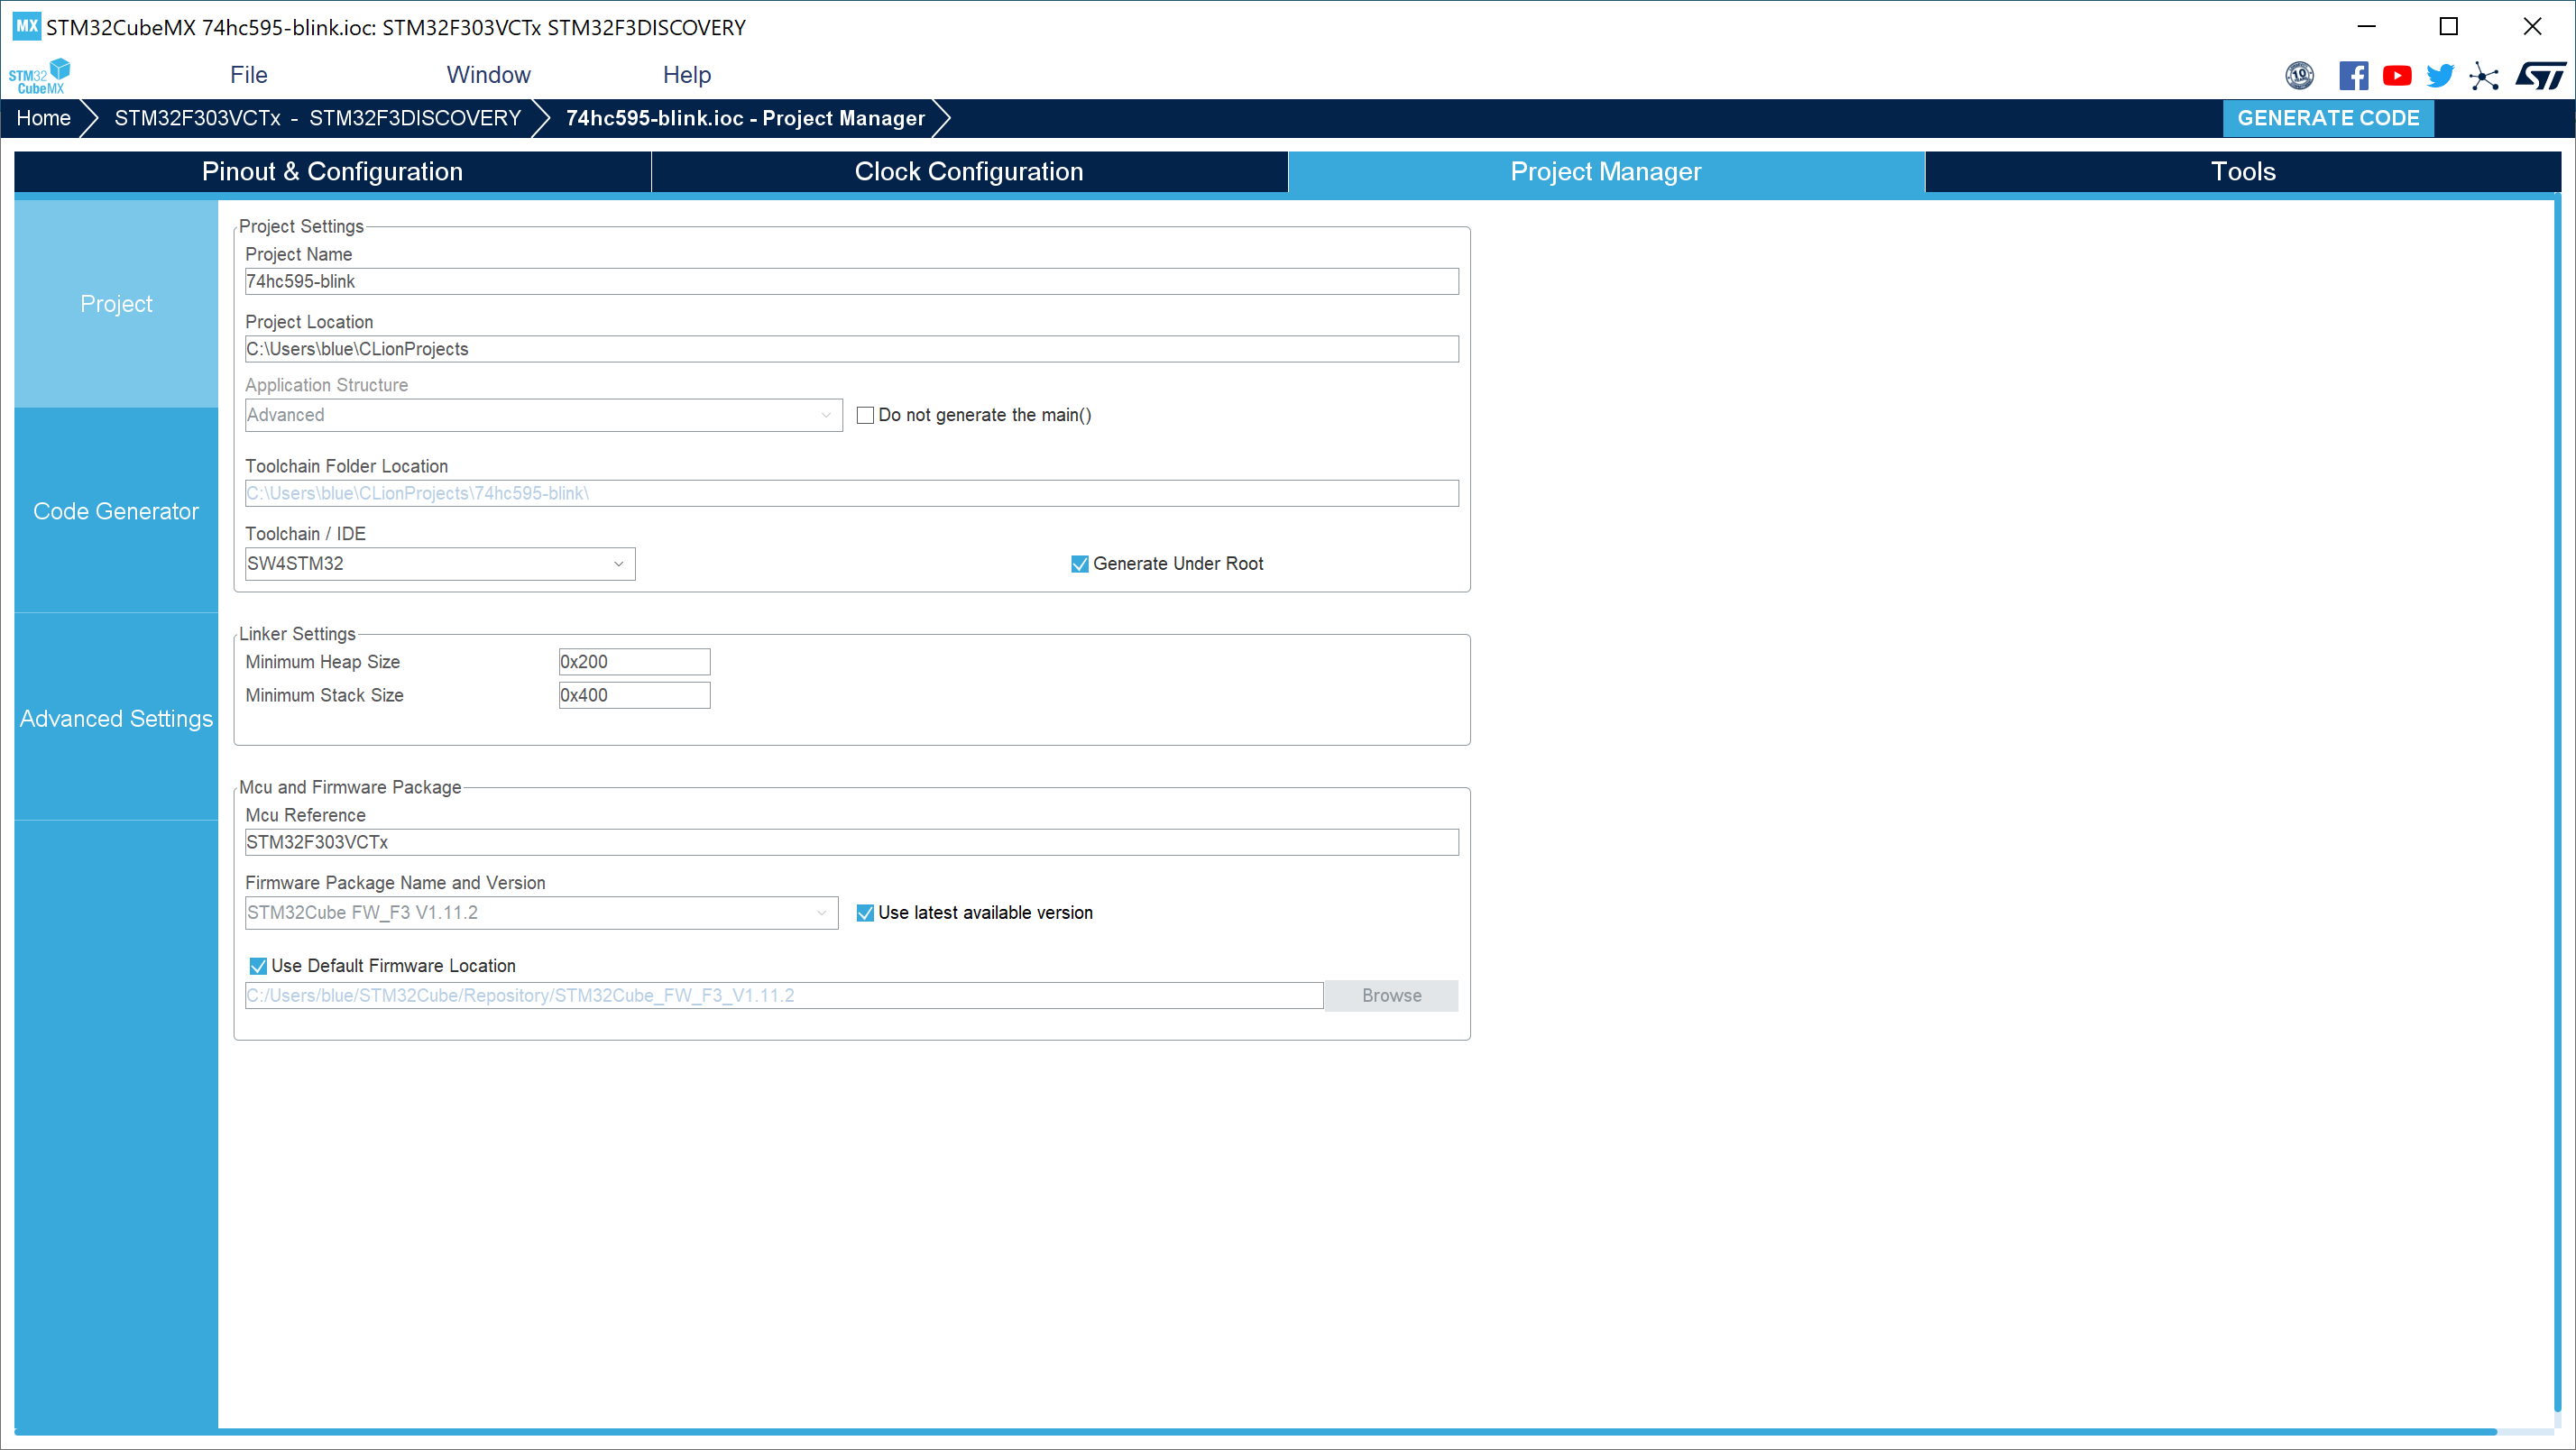 MX STM32CubeMX 74hc595-blink.ioc: STM32F303VCTx STM32F3DISCOVERY
STM32 CubeMX
File Window Help
10
Home STM32F303VCTx - STM32F3DISCOVERY 74hc595-blink.ioc - Project Manager GENERATE CODE
Pinout & Configuration Clock Configuration Project Manager Tools
Project
Code Generator
Advanced Settings
Project Settings
Project Name
74hc595-blink
Project Location
C:\Users\blue\CLionProjects
Application Structure
Advanced Do not generate the main()
Toolchain Folder Location
C:\Users\blue\CLionProjects\74hc595-blink\
Toolchain / IDE
SW4STM32 Generate Under Root
Linker Settings
Minimum Heap Size 0x200
Minimum Stack Size 0x400
Mcu and Firmware Package
Mcu Reference
STM32F303VCTx
Firmware Package Name and Version
STM32Cube FW_F3 V1.11.2 Use latest available version
Use Default Firmware Location
C:/Users/blue/STM32Cube/Repository/STM32Cube_FW_F3_V1.11.2 Browse